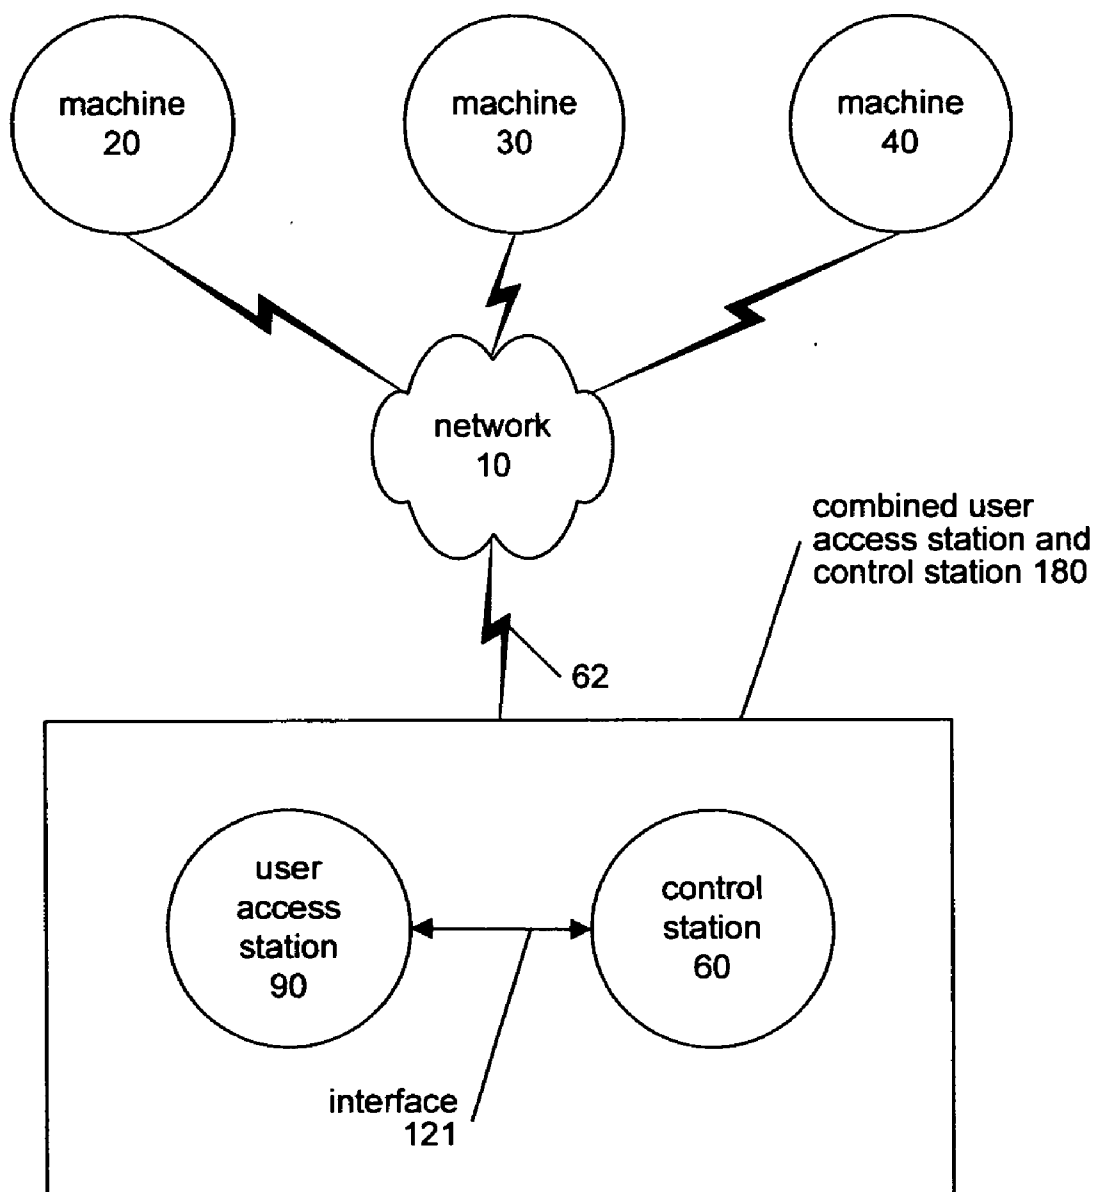 machine
20
machine
30
machine
40
network
10
combined user
access station and
control station 180
62
user
access
station
90
control
station
60
interface
121